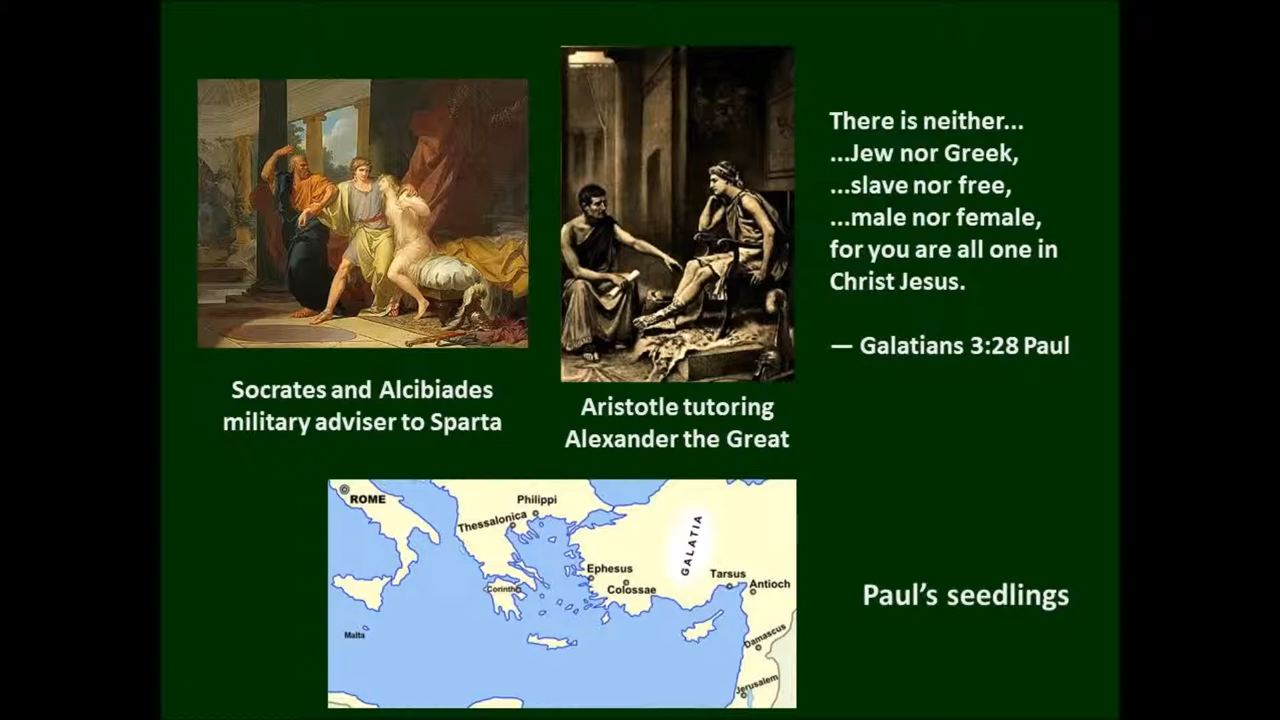 There is neither...
...Jew nor Greek,
...slave nor free,
...male nor female,
for you are all one in
Christ Jesus.
— Galatians 3:28 Paul
Socrates and Alcibiades
military adviser to Sparta
Aristotle tutoring
Alexander the Great
ROME
Philippi
Thessalonica
GALATIA
Ephesus
Tarsus
Colossae
Antioch
Corinth
Malta
Damascus
Jerusalem
Paul's seedlings